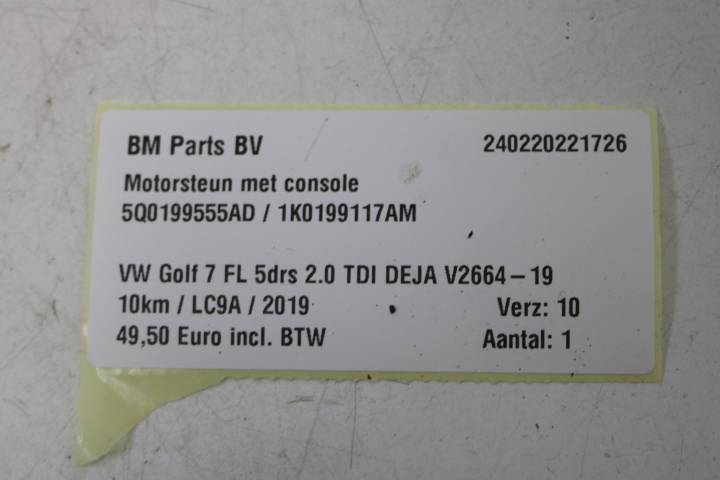 BM Parts BV 240220221726
Motorsteun met console
5Q0199555AD / 1K0199117AM
VW Golf 7 FL 5drs 2.0 TDI DEJA V2664-19
10km / LC9A / 2019 Verz: 10
49,50 Euro incl. BTW Aantal: 1